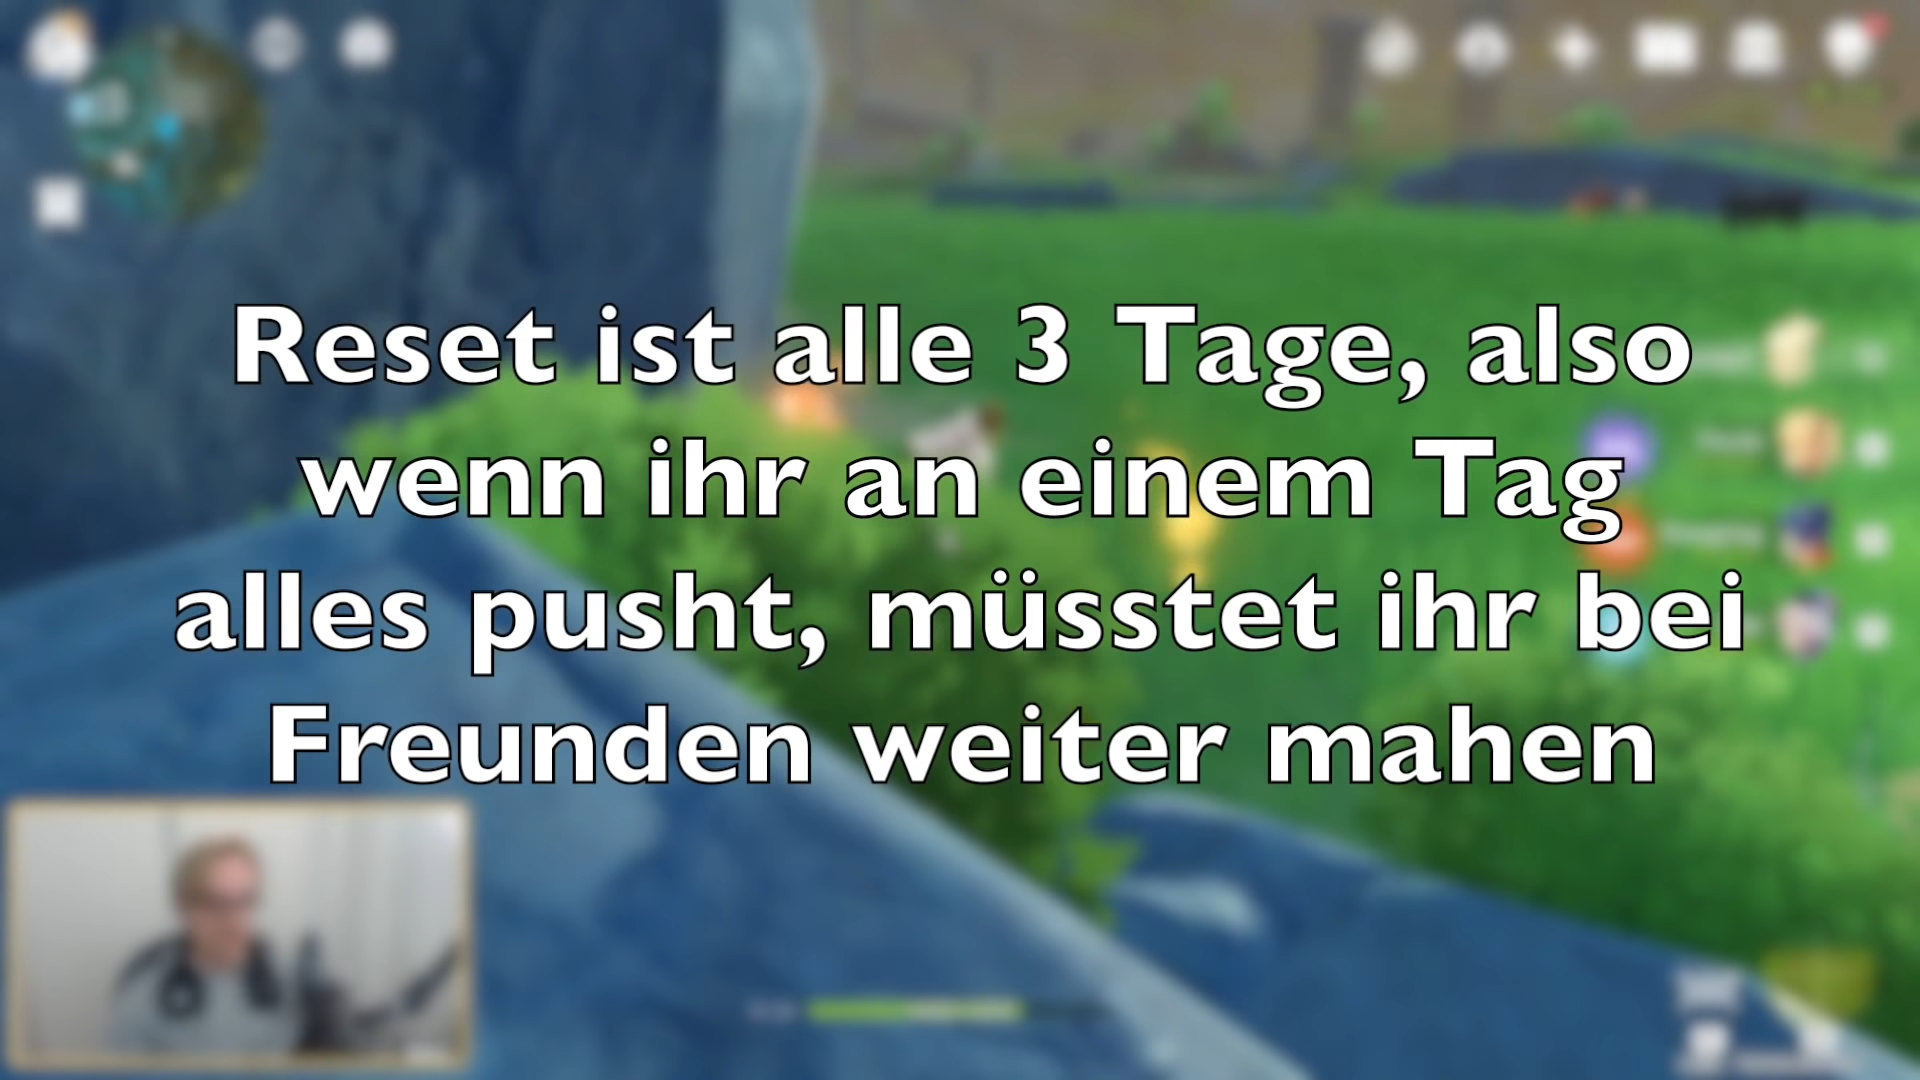 Reset ist alle 3 Tage, also
wenn ihr an einem Tag
alles pusht, müsstet ihr bei
Freunden weiter mahen